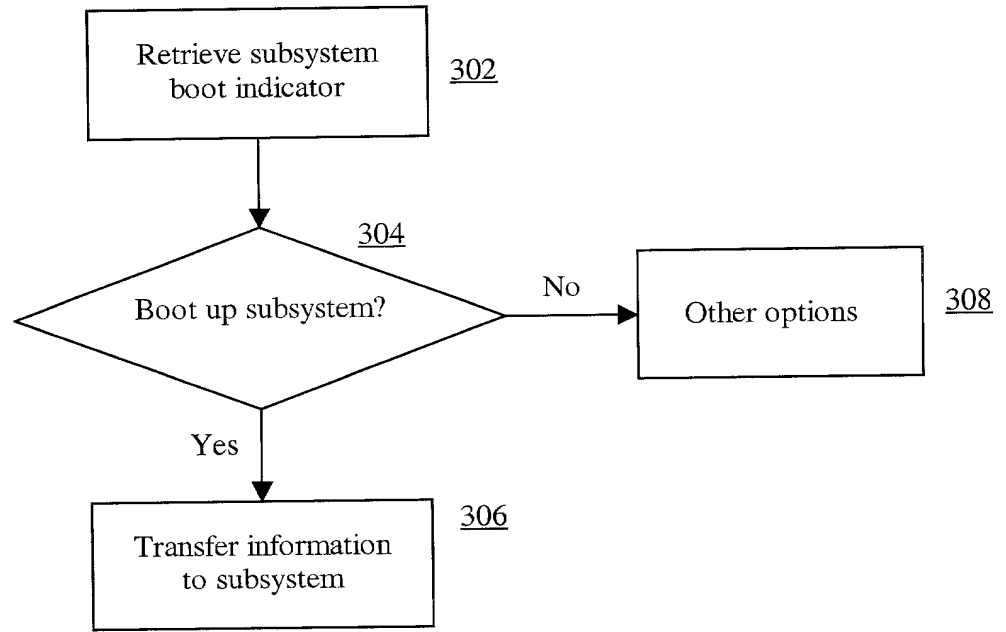 Retrieve subsystem
boot indicator
302
304
Boot up subsystem?
No
Other options
308
Yes
306
Transfer information
to subsystem